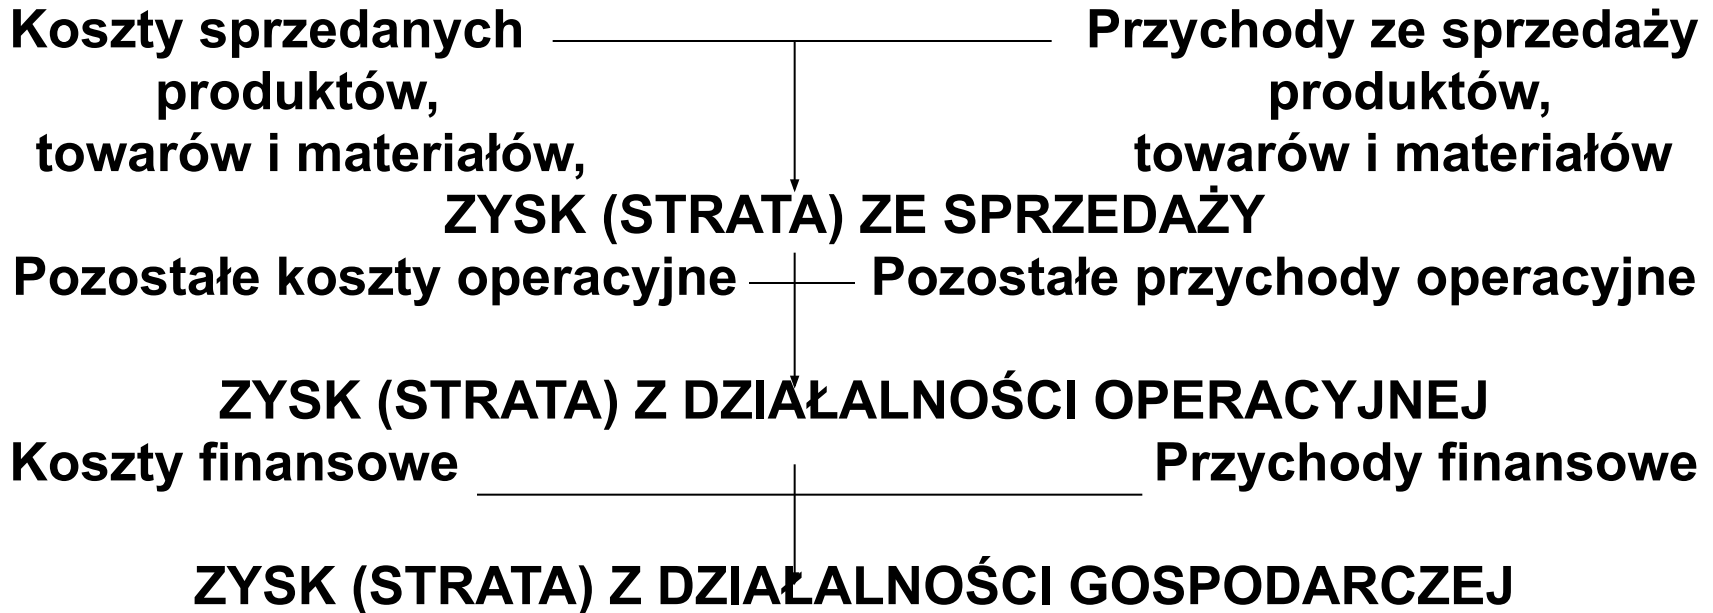 Koszty sprzedanych Przychody ze sprzedaży
produktów, produktów,
towarów i materiałów, towarów i materiałów
ZYSK (STRATA) ZE SPRZEDAŻY
Pozostałe koszty operacyjne Pozostałe przychody operacyjne
ZYSK (STRATA) Z DZIAŁALNOŚCI OPERACYJNEJ
Koszty finansowe Przychody finansowe
ZYSK (STRATA) Z DZIAŁALNOŚCI GOSPODARCZEJ